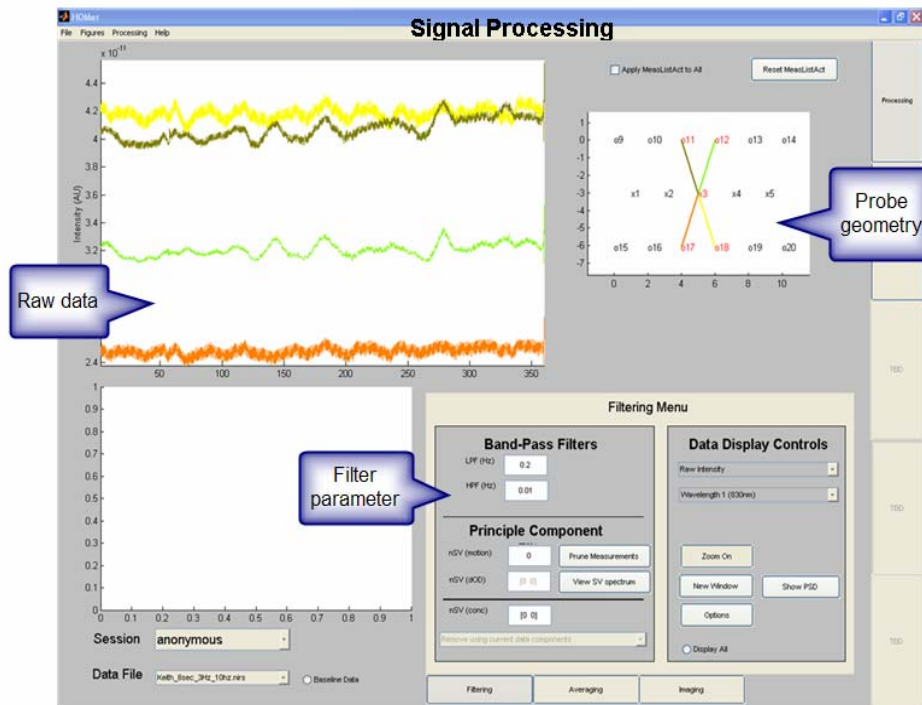 HOMer
Signal Processing
File Figures Processing Help
x 10^-11
4.4
4.2
4
3.8
3.6
3.2
2.4
Intensity (AU)
50 100 150 200 250 300 350
Raw data
Apply MeasListAct to All
Reset MeasListAct
Processing
1
0
-1
-2
-3
-4
-5
-6
-7
o9 o10 o11 o12 o13 o14
x1 x2 x3 x4 x5
o15 o16 o17 o18 o19 o20
0 2 4 6 8 10
Probe
geometry
TBD
TBD
TBD
1
0.9
0.8
0.7
0.6
0.5
0.4
0.3
0.2
0.1
0
0 0.1 0.2 0.3 0.4 0.5 0.6 0.7 0.8 0.9 1
Filter
parameter
Filtering Menu
Band-Pass Filters
LPF (Hz) 0.2
HPF (Hz) 0.01
Principle Component
nSV (motion) 0 Prune Measurements
nSV (dOD) [0 0] View SV spectrum
nSV (conc) [0 0]
Remove using current data components
Data Display Controls
Raw Intensity
Wavelength 1 (830nm)
Zoom On
New Window Show PSD
Options
Display All
Session anonymous
Data File Keith_6sec_3Hz_10hz.nirs Baseline Data
Filtering Averaging Imaging